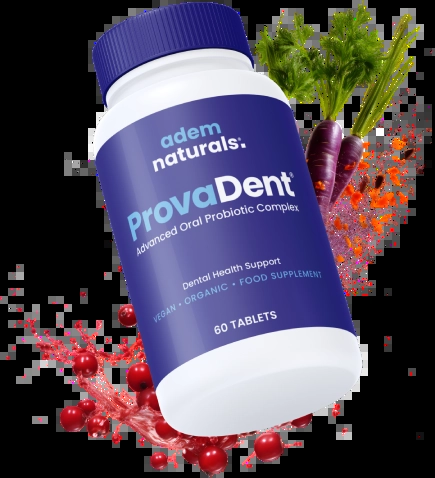 adem
naturals:
ProvaDent®
Advanced Oral Probiotic Complex
Dental Health Support
VEGAN • ORGANIC • FOOD SUPPLEMENT
60 TABLETS